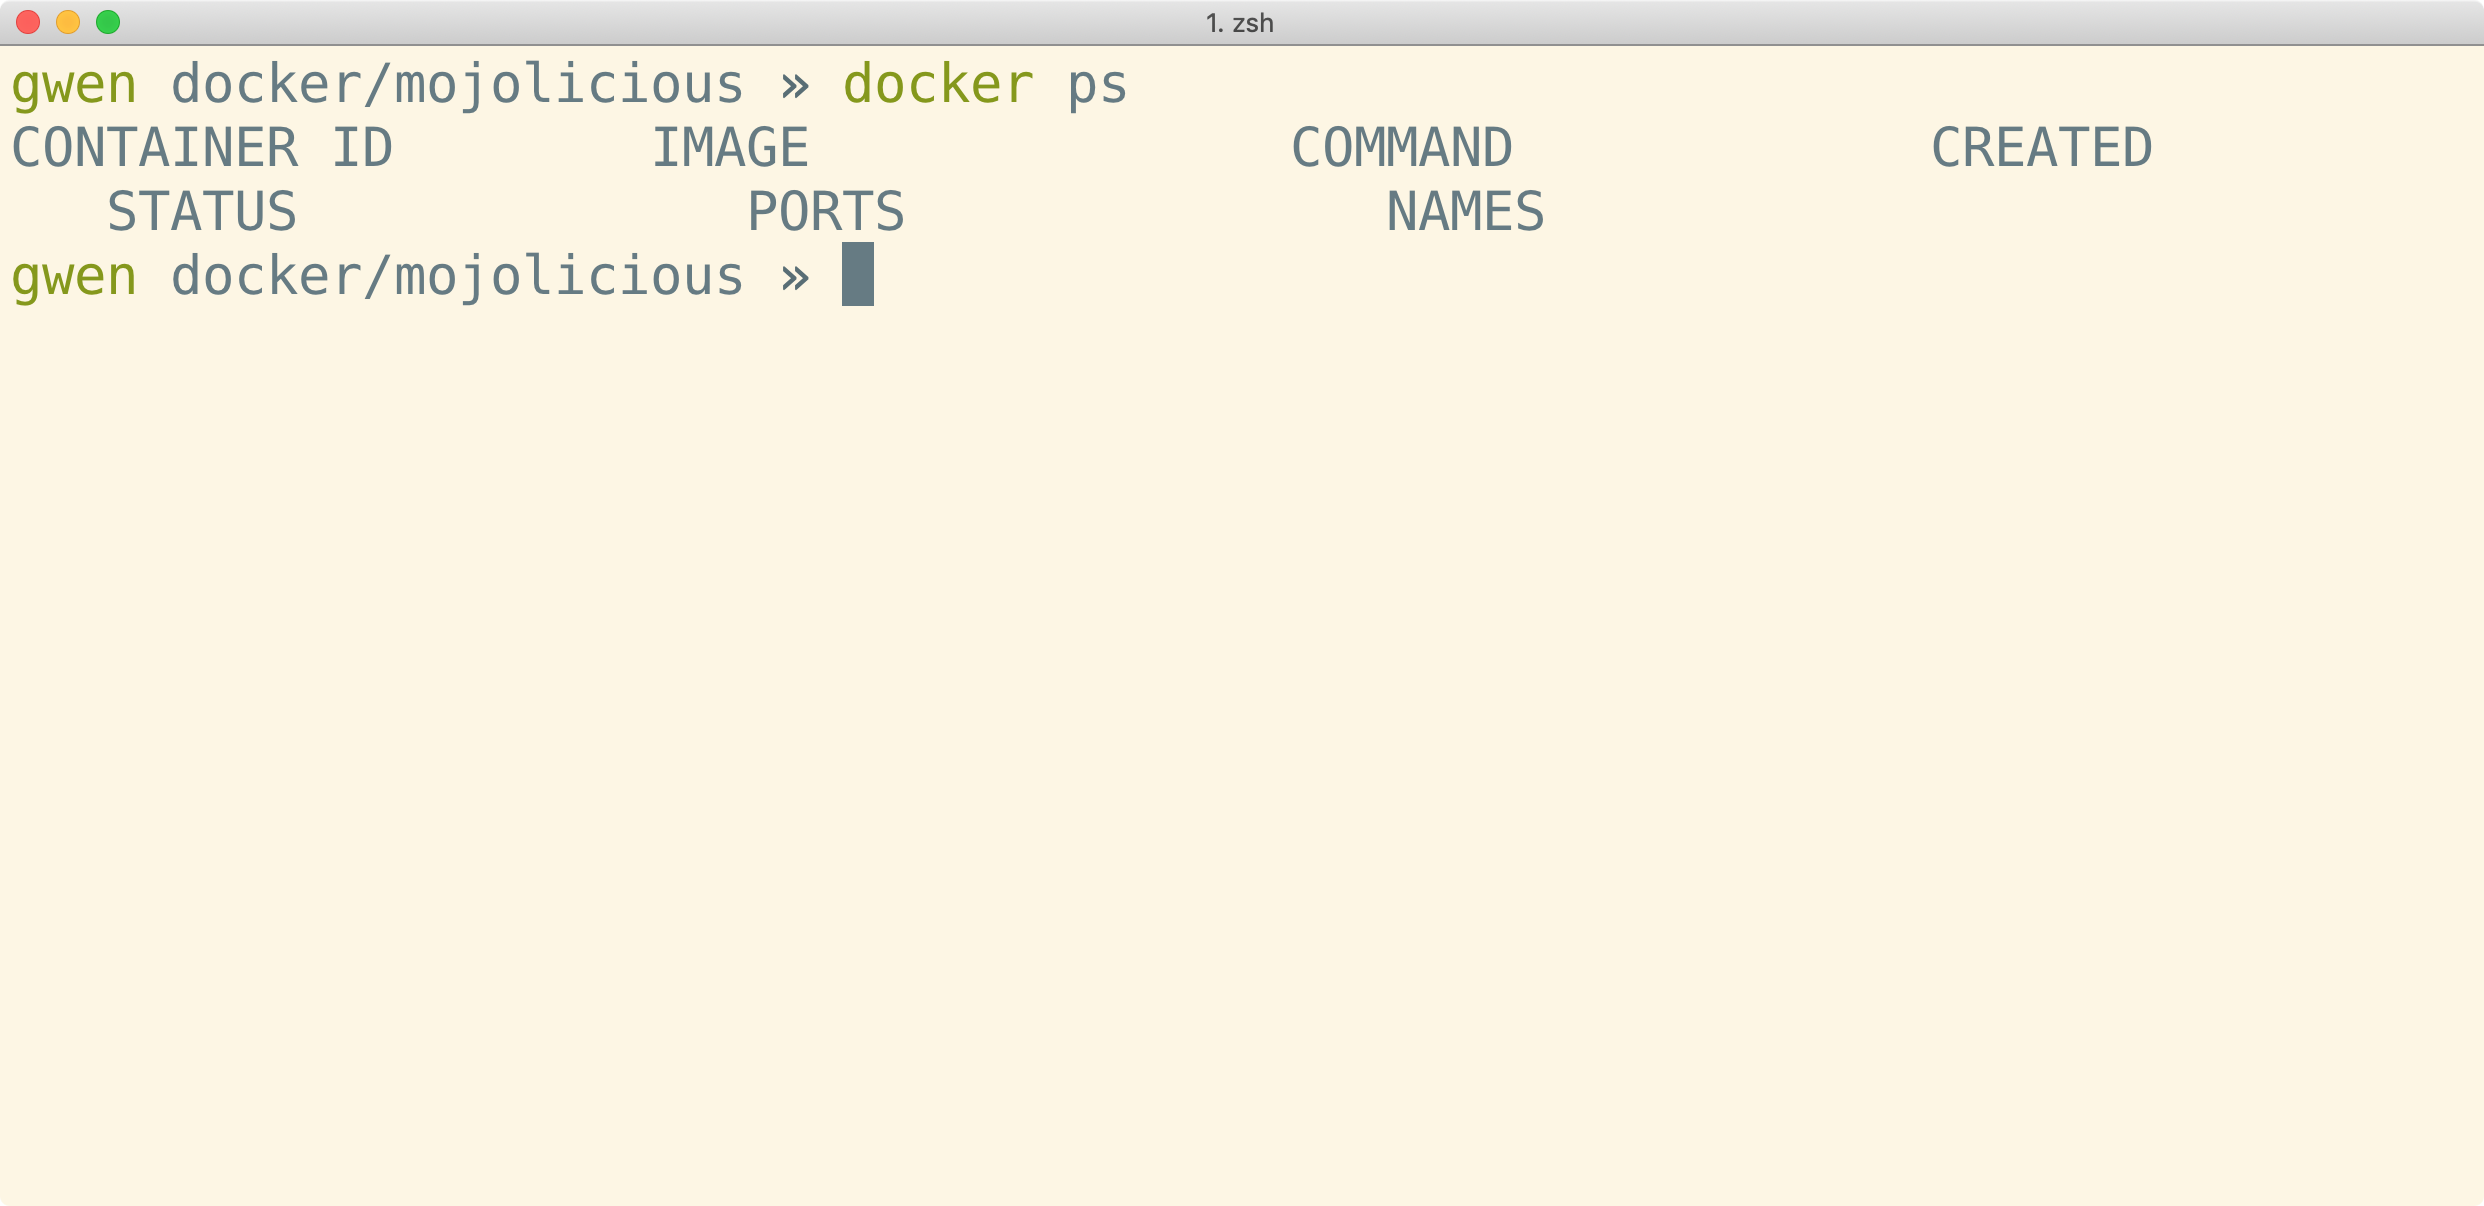 1. zsh
gwen docker/mojolicious » docker ps
CONTAINER ID        IMAGE               COMMAND             CREATED
   STATUS              PORTS               NAMES
gwen docker/mojolicious »